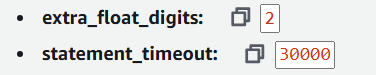 • extra_float_digits: 2
• statement_timeout: 30000